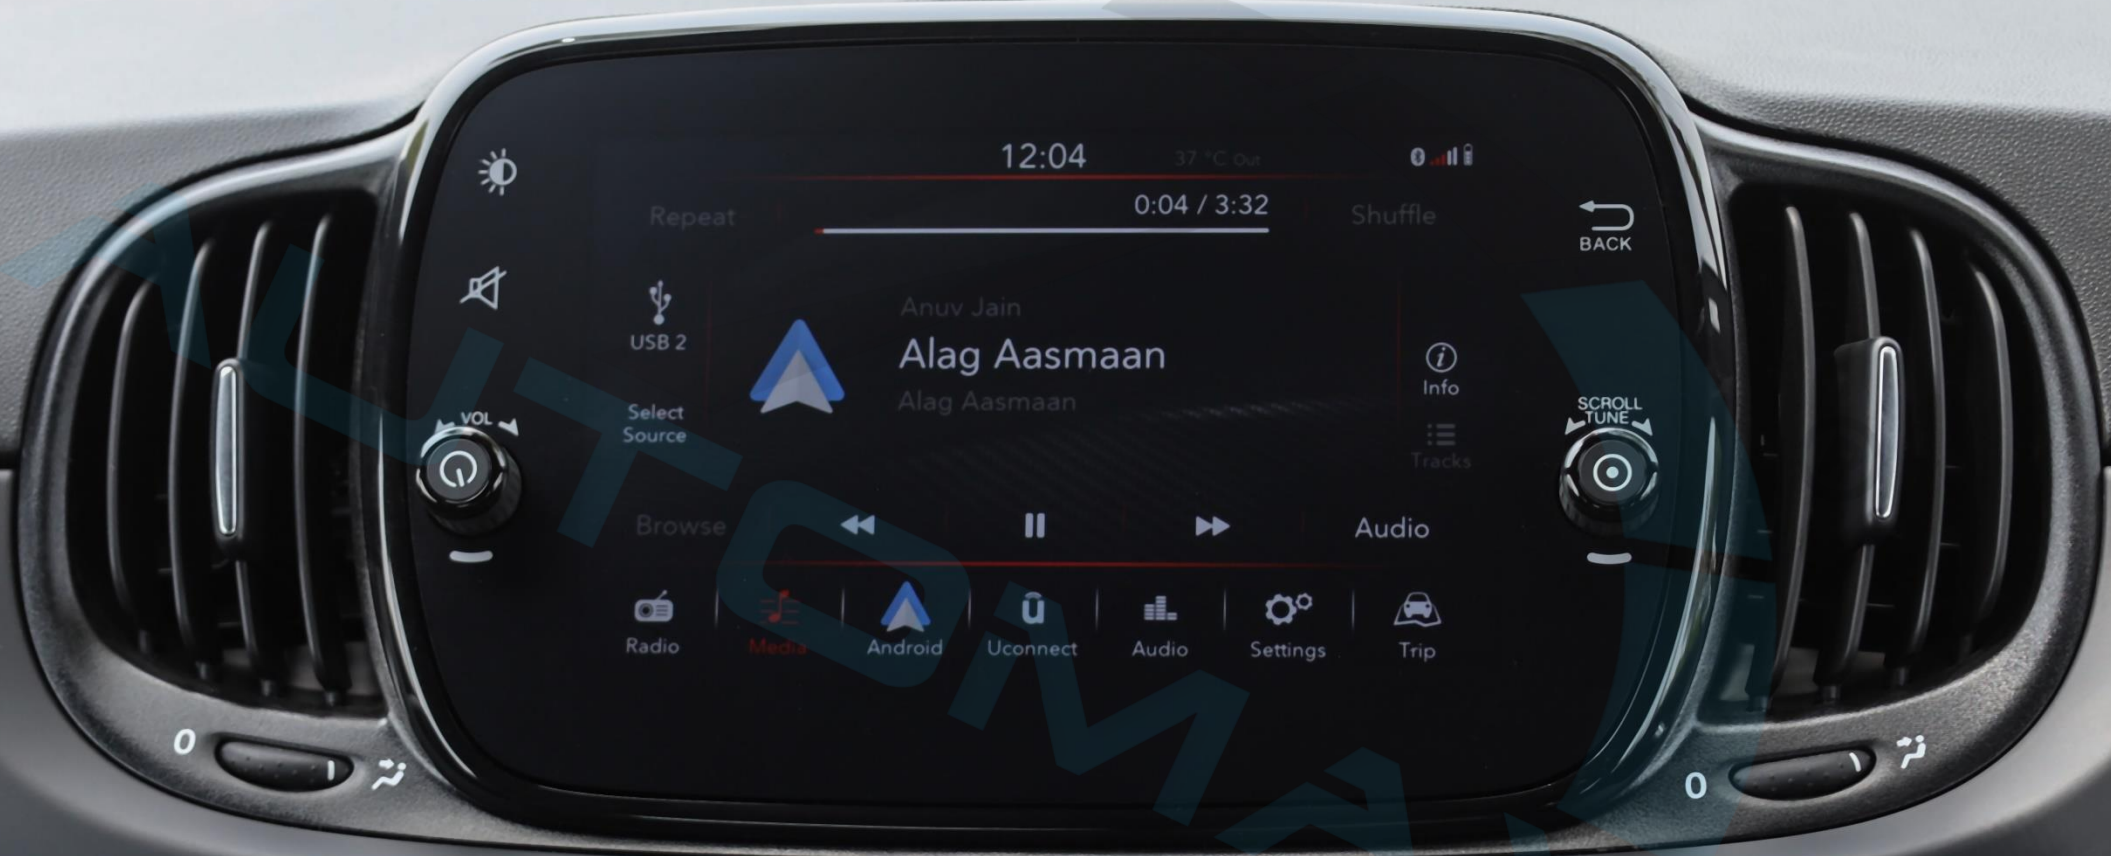 12:04
37 °C Out
0:04 / 3:32
Repeat
Shuffle
BACK
USB 2
Anuv Jain
Alag Aasmaan
Alag Aasmaan
Info
Select
Source
Tracks
VOL
SCROLL
TUNE
Browse
Audio
Radio
Media
Android
Uconnect
Audio
Settings
Trip
0
0
AUTOMA